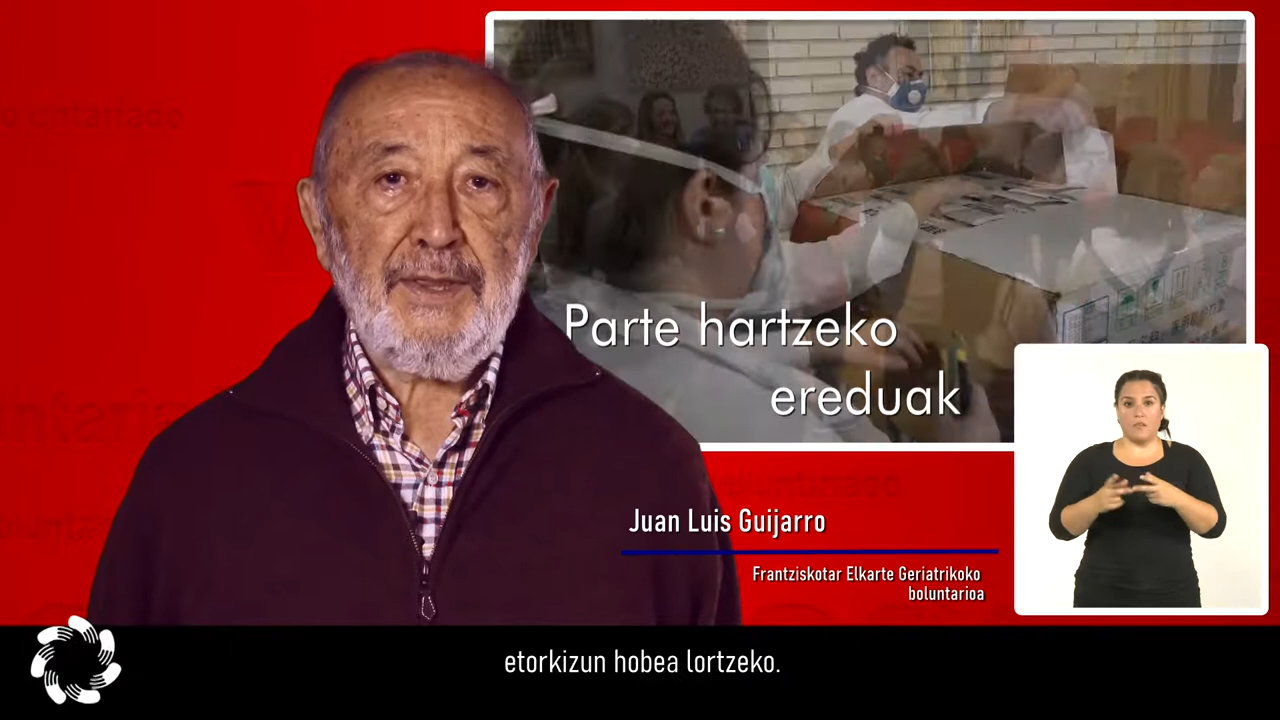 Parte hartzeko
ereduak
Juan Luis Guijarro
Frantziskotar Elkarte Geriatrikoko
boluntarioa
etorkizun hobea lortzeko.